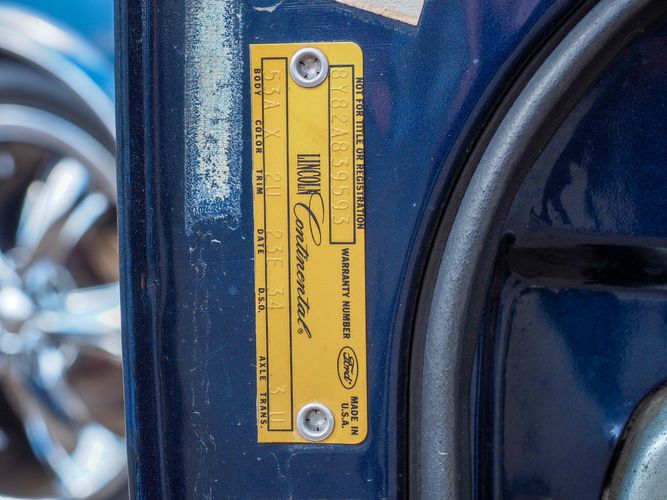 NOT FOR TITLE OR REGISTRATION
8Y82A839593
WARRANTY NUMBER
Ford
MADE IN
U.S.A.
LINCOLN Continental®
53A X 2U 23E 34 3 U
BODY COLOR TRIM DATE D.S.O. AXLE TRANS.